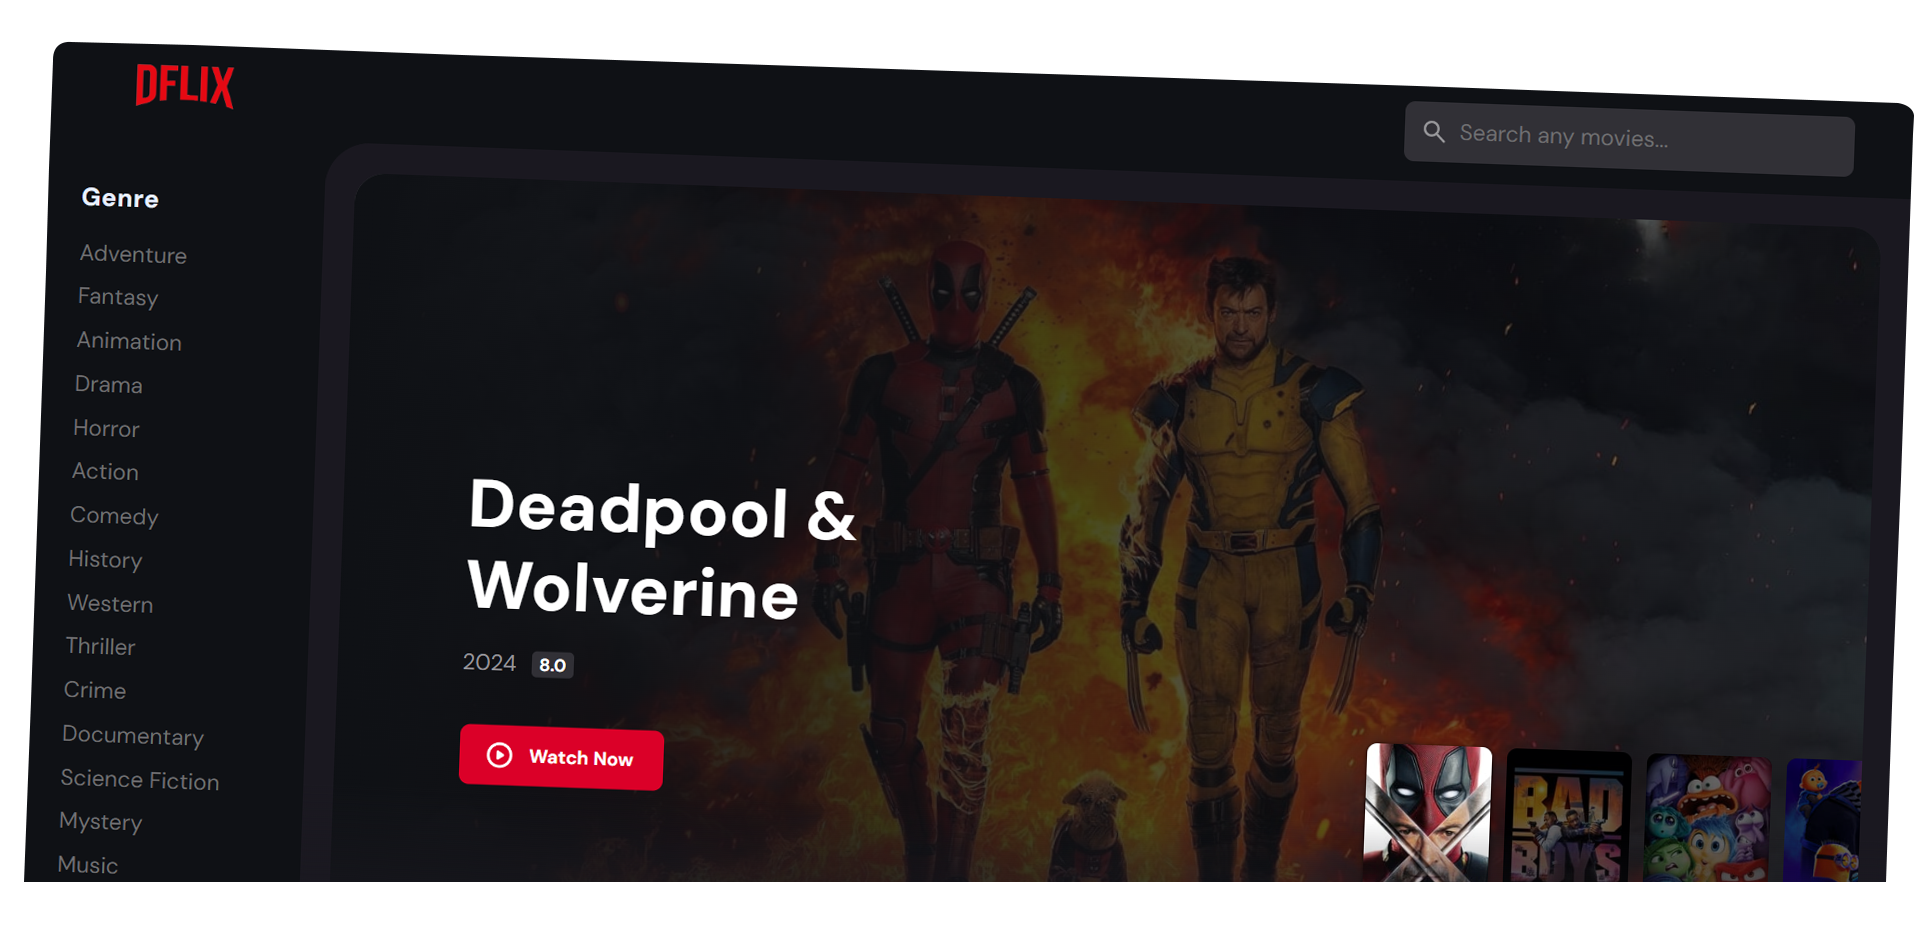 DFLIX
Search any movies...
Genre
Adventure
Fantasy
Animation
Drama
Horror
Action
Comedy
History
Western
Thriller
Crime
Documentary
Science Fiction
Mystery
Music
Deadpool &
Wolverine
2024 8.0
Watch Now
BAD
BOYS